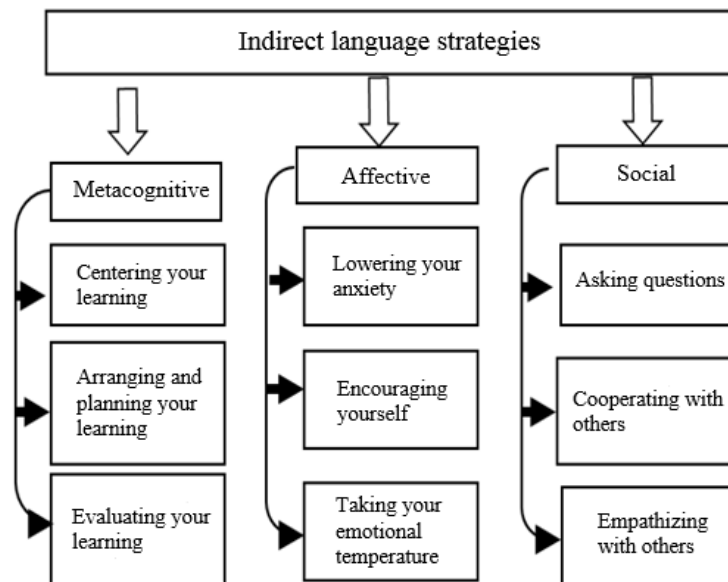 Indirect language strategies
Metacognitive
Centering your
learning
Arranging and
planning your
learning
Evaluating your
learning
Affective
Lowering your
anxiety
Encouraging
yourself
Taking your
emotional
temperature
Social
Asking questions
Cooperating with
others
Empathizing
with others